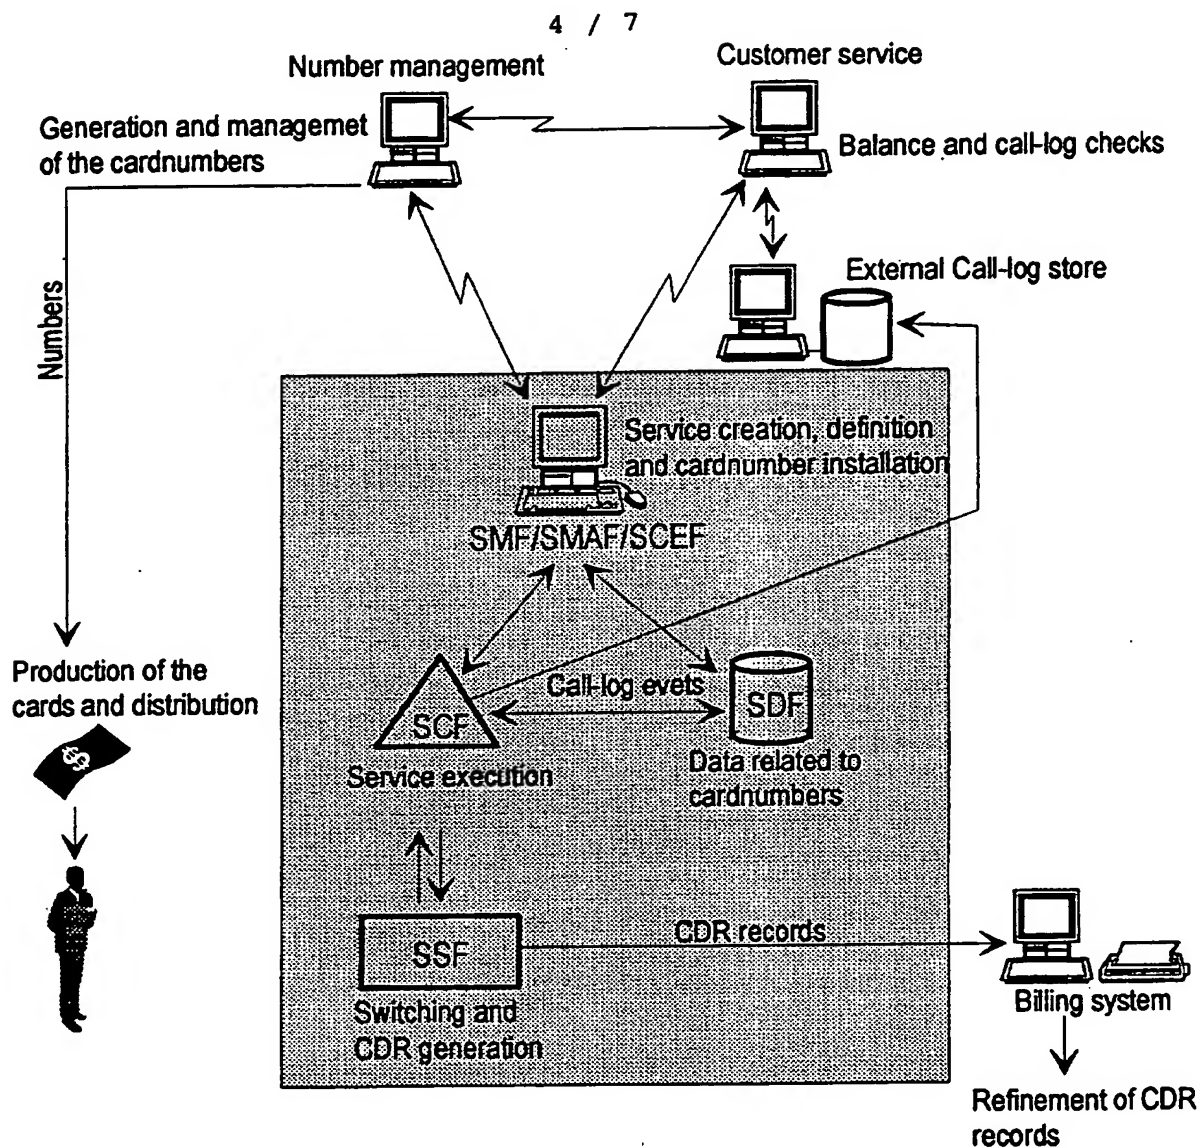 4 / 7
Number management
Customer service
Generation and managemet
of the cardnumbers
Balance and call-log checks
External Call-log store
Numbers
Service creation, definition
and cardnumber installation
SMF/SMAF/SCEF
Production of the
cards and distribution
$
Call-log evets
SCF
SDF
Service execution
Data related to
cardnumbers
SSF
CDR records
Switching and
CDR generation
Billing system
Refinement of CDR
records